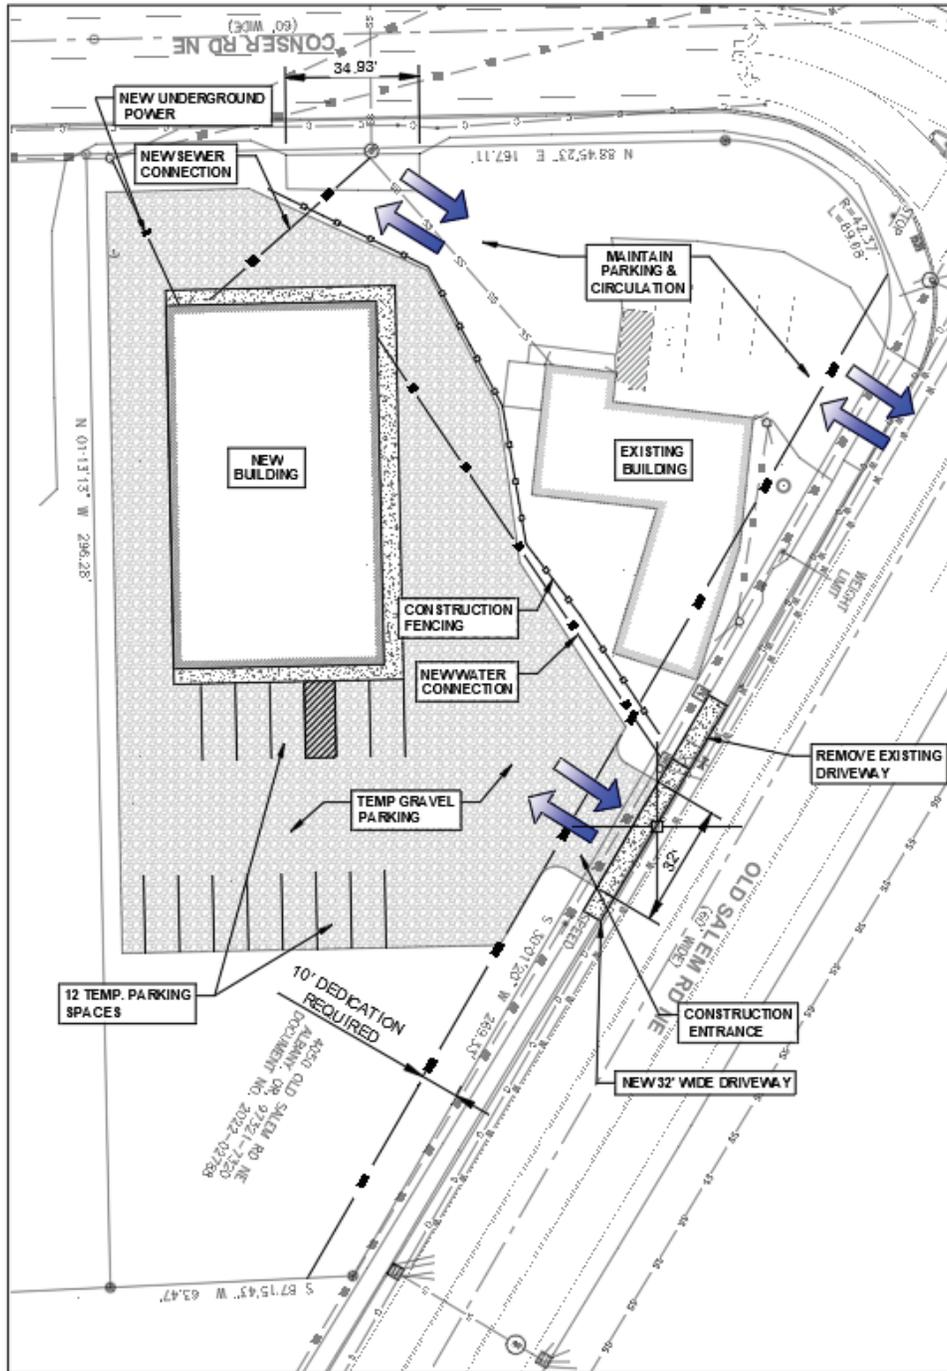 CONSER RD NE
(60' WIDE)
34.93'
NEW UNDERGROUND
POWER
NEW SEWER
CONNECTION
N 88°45'23" E 167.11'
STOP
R=42.37'
L=89.68'
MAINTAIN
PARKING &
CIRCULATION
N 01°13'13" W 296.28'
NEW
BUILDING
EXISTING
BUILDING
WEIGHT
LIMIT
CONSTRUCTION
FENCING
NEW WATER
CONNECTION
REMOVE EXISTING
DRIVEWAY
TEMP GRAVEL
PARKING
32'
OLD SALEM RD NE
(60' WIDE)
SPEED
S 30°01'20" W 269.33'
12 TEMP. PARKING
SPACES
10' DEDICATION
REQUIRED
CONSTRUCTION
ENTRANCE
NEW 32' WIDE DRIVEWAY
4050 OLD SALEM RD NE
ALBANY OR, 97321-7320
DOCUMENT NO. 2022-02788
S 87°15'43" W 63.47'